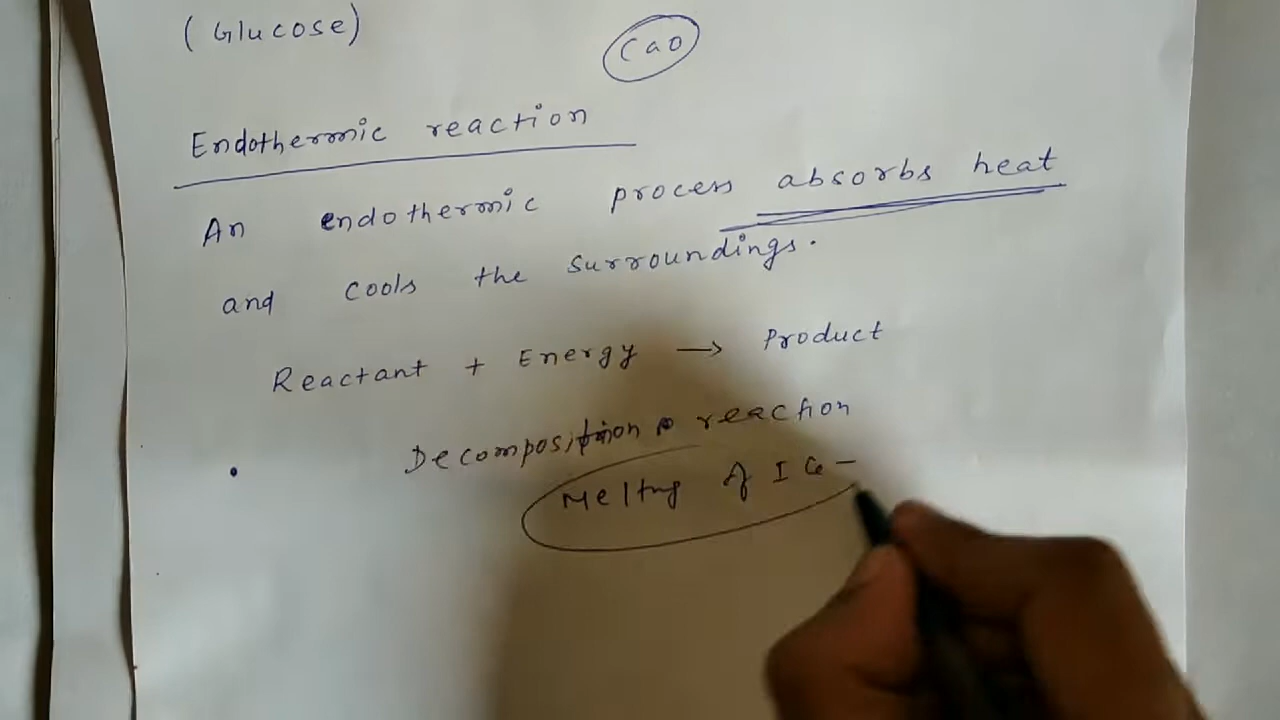 (Glucose)
CaO
Endothermic reaction
An endothermic process absorbs heat
and cools the surroundings.
Reactant + Energy → Product
• Decomposition reaction
Melting of Ice